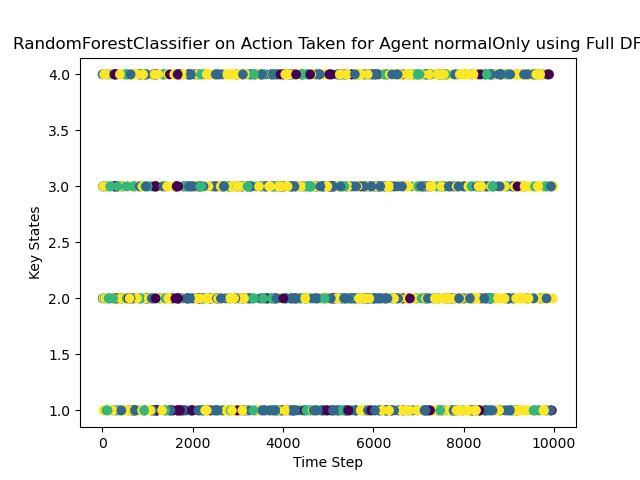 RandomForestClassifier on Action Taken for Agent normalOnly using Full DF
4.0
3.5
3.0
2.5
2.0
1.5
1.0
Key States
0 2000 4000 6000 8000 10000
Time Step